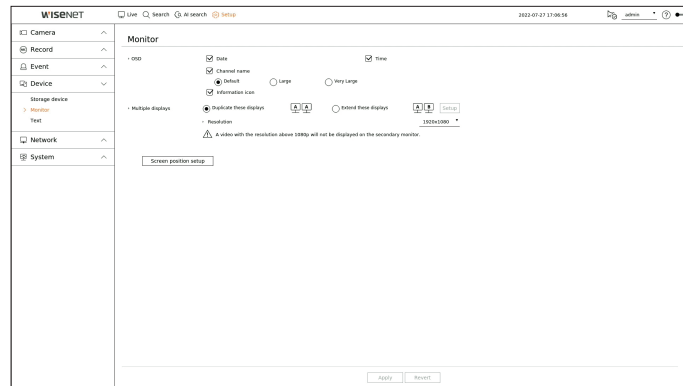 WISENET
Live Search AI search Setup 2022-07-27 17:06:56 admin ?
Camera
Record
Event
Device
Storage device
> Monitor
Text
Network
System
Monitor
OSD Date Time
Channel name
Default Large Very Large
Information icon
Multiple displays Duplicate these displays A A Extend these displays A B Setup
Resolution 1920x1080
A video with the resolution above 1080p will not be displayed on the secondary monitor.
Screen position setup
Apply Revert